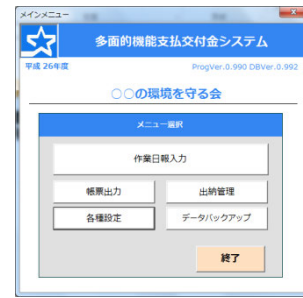 メインメニュー
多面的機能支払交付金システム
平成 26年度
ProgVer.0.990 DBVer.0.992
○○の環境を守る会
メニュー選択
作業日報入力
帳票出力
出納管理
各種設定
データバックアップ
終了